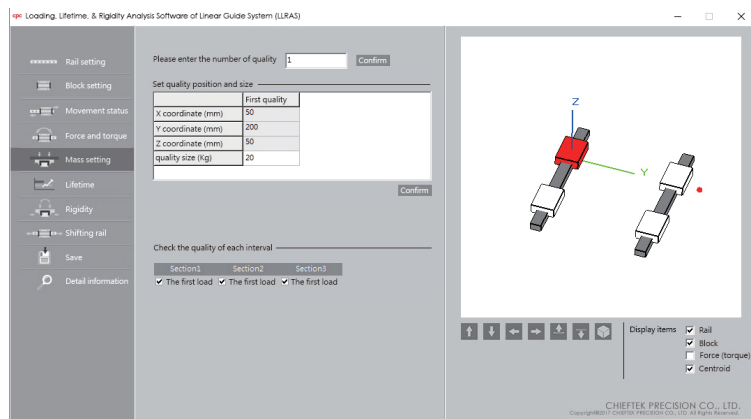 cpc Loading, Lifetime, & Rigidity Analysis Software of Linear Guide System (LLRAS)
Rail setting
Block setting
Movement status
Force and torque
Mass setting
Lifetime
Rigidity
Shifting rail
Save
Detail information
Please enter the number of quality 1 Confirm
Set quality position and size
First quality
X coordinate (mm) 50
Y coordinate (mm) 200
Z coordinate (mm) 50
quality size (Kg) 20
Confirm
Check the quality of each interval
Section1 Section2 Section3
The first load The first load The first load
Z
Y
Display items Rail
Block
Force (torque)
Centroid
CHIEFTEK PRECISION CO., LTD.
Copyright©2017 CHIEFTEK PRECISION CO., LTD. All Rights Reserved.